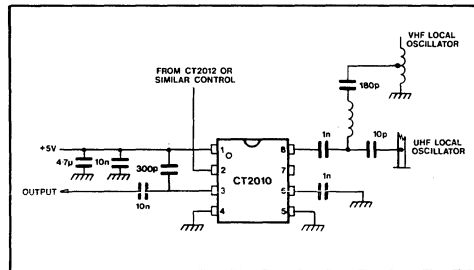 VHF LOCAL
OSCILLATOR
FROM CT2012 OR
SIMILAR CONTROL
180p
+5V
1n
10p
UHF LOCAL
OSCILLATOR
4·7μ
10n
300p
1
2
3
4
8
7
6
5
CT2010
1n
OUTPUT
10n